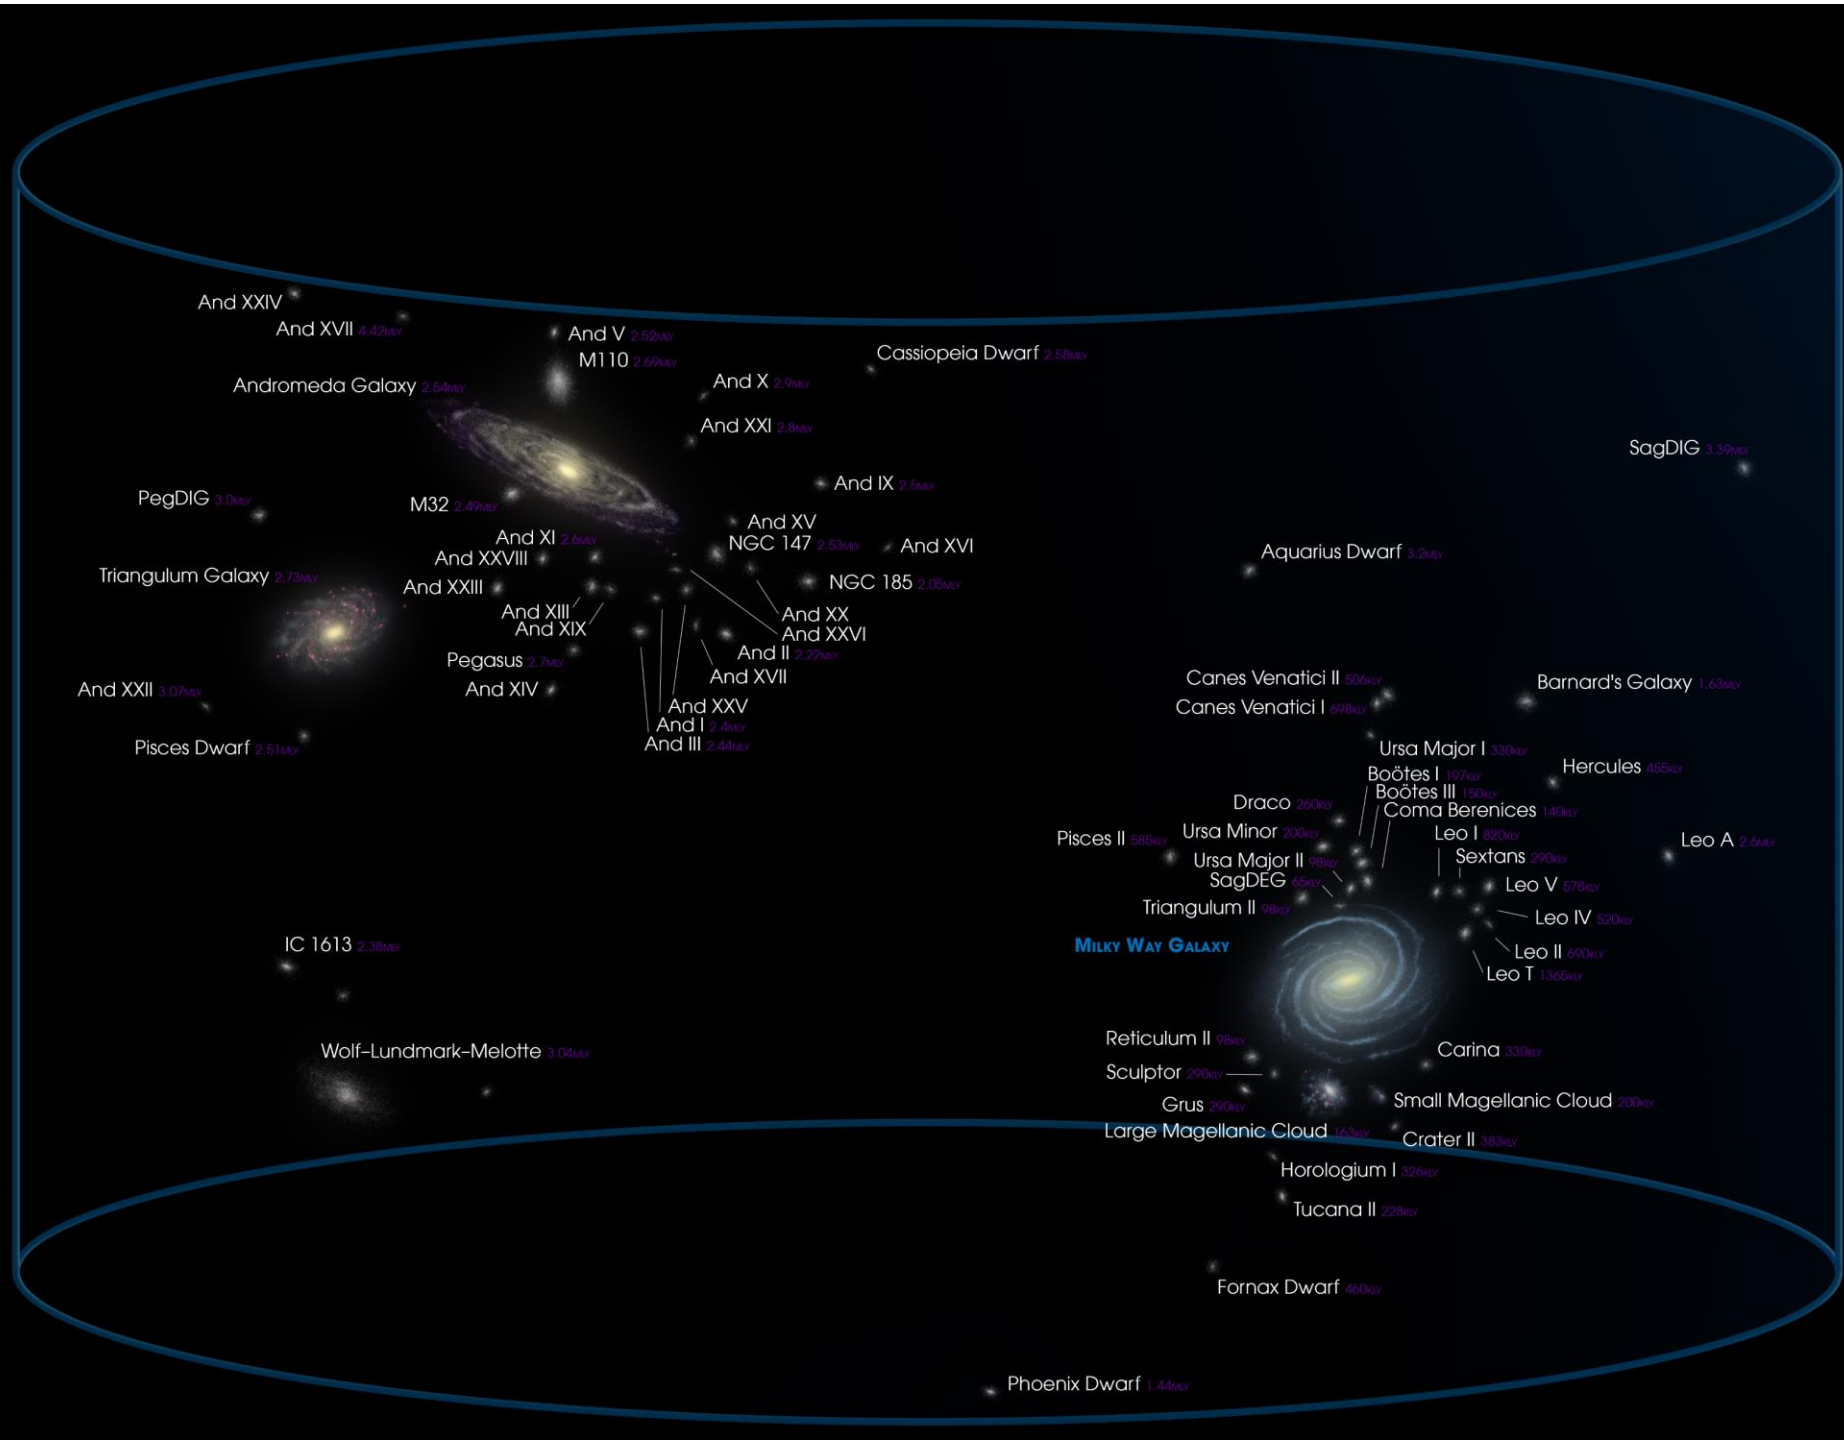 And XXIV
And XVII 4.42MLY
And V 2.52MLY
M110 2.69MLY
Cassiopeia Dwarf 2.58MLY
Andromeda Galaxy 2.54MLY
And X 2.9MLY
And XXI 2.8MLY
SagDIG 3.39MLY
And IX 2.5MLY
PegDIG 3.0MLY
M32 2.49MLY
And XV
And XI 2.6MLY
NGC 147 2.53MLY
And XVI
Aquarius Dwarf 3.2MLY
And XXVIII
Triangulum Galaxy 2.73MLY
NGC 185 2.05MLY
And XXIII
And XIII
And XX
And XIX
And XXVI
And II 2.22MLY
Pegasus 2.7MLY
And XVII
Canes Venatici II 506KLY
Barnard's Galaxy 1.63MLY
And XXII 3.07MLY
And XIV
And XXV
Canes Venatici I 698KLY
And I 2.4MLY
And III 2.44MLY
Pisces Dwarf 2.51MLY
Ursa Major I 330KLY
Hercules 455KLY
Boötes I 197KLY
Boötes III 150KLY
Draco 260KLY
Coma Berenices 140KLY
Ursa Minor 200KLY
Leo I 820KLY
Pisces II 585KLY
Leo A 2.6MLY
Sextans 290KLY
Ursa Major II 98KLY
SagDEG 65KLY
Leo V 578KLY
Triangulum II 98KLY
Leo IV 520KLY
Milky Way Galaxy
IC 1613 2.38MLY
Leo II 690KLY
Leo T 1365KLY
Reticulum II 98KLY
Wolf-Lundmark-Melotte 3.04MLY
Carina 330KLY
Sculptor 290KLY
Small Magellanic Cloud 200KLY
Grus 290KLY
Large Magellanic Cloud 163KLY
Crater II 383KLY
Horologium I 326KLY
Tucana II 228KLY
Fornax Dwarf 460KLY
Phoenix Dwarf 1.44MLY